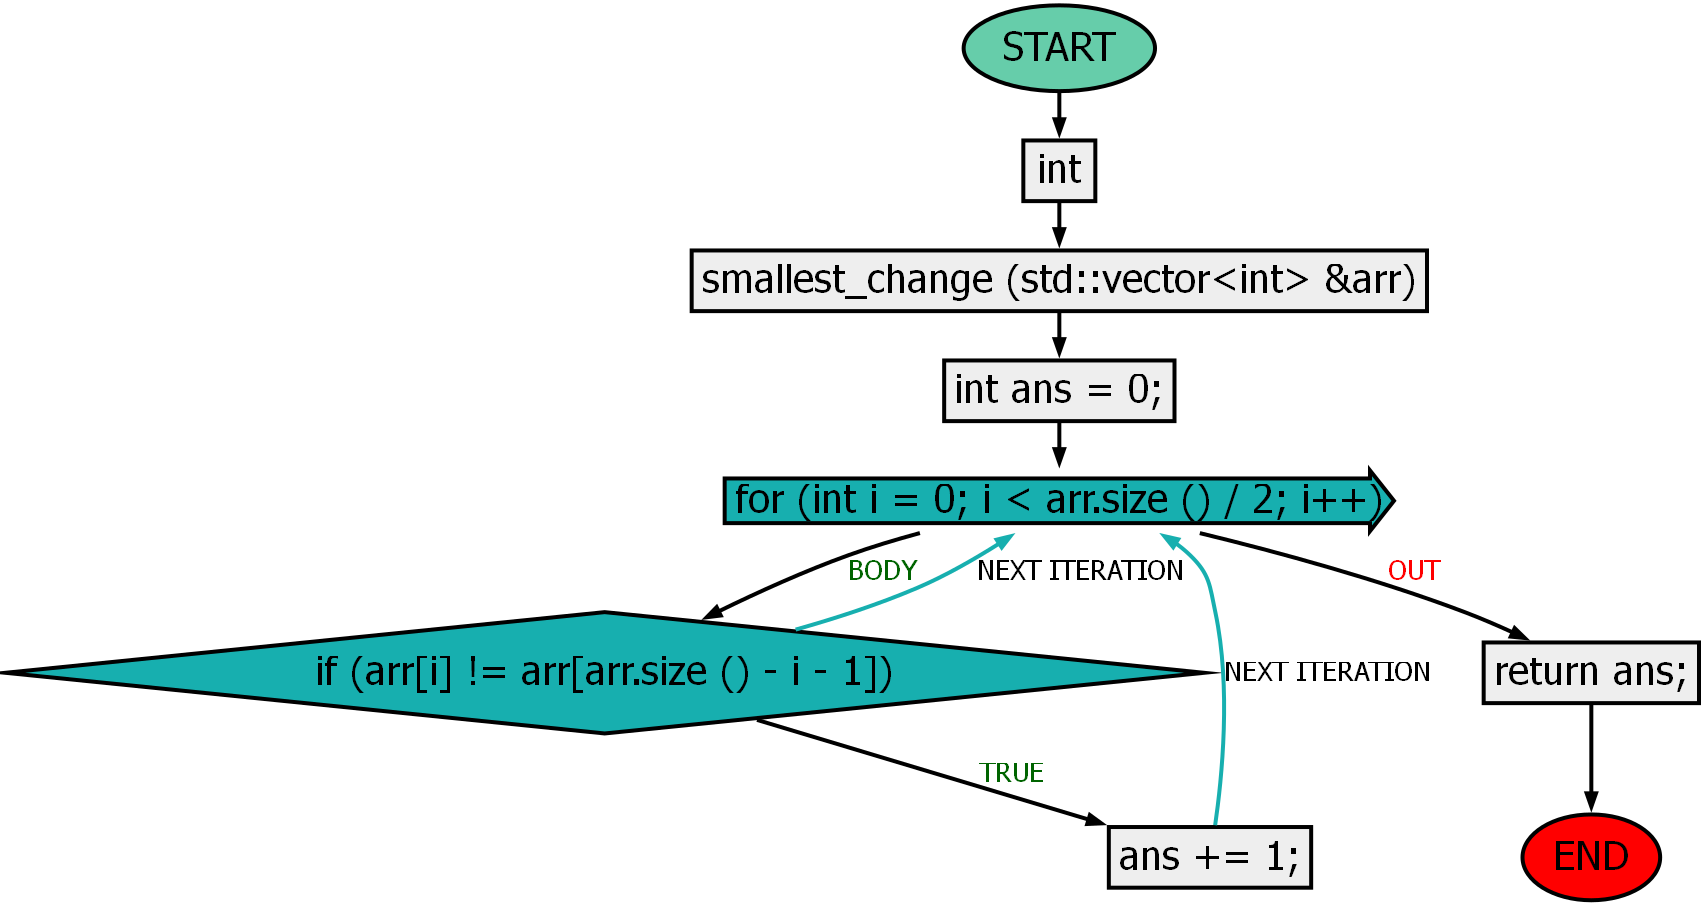 START
int
smallest_change (std::vector<int> &arr)
int ans = 0;
for (int i = 0; i < arr.size () / 2; i++)
BODY
NEXT ITERATION
OUT
if (arr[i] != arr[arr.size () - i - 1])
NEXT ITERATION
return ans;
TRUE
ans += 1;
END